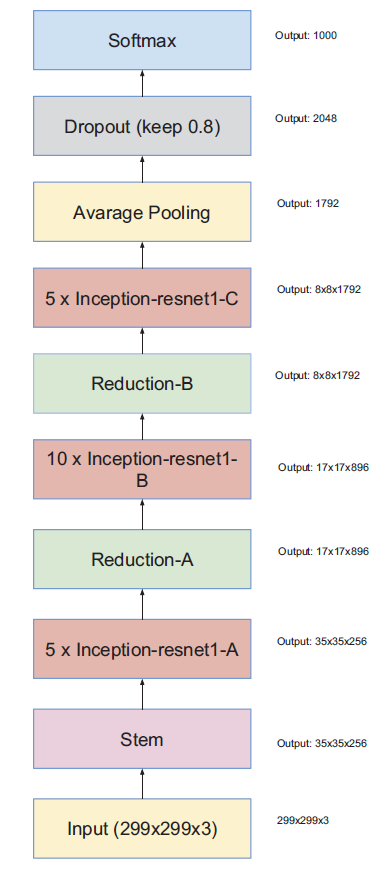 Softmax
Output: 1000
Dropout (keep 0.8)
Output: 2048
Avarage Pooling
Output: 1792
5 x Inception-resnet1-C
Output: 8x8x1792
Reduction-B
Output: 8x8x1792
10 x Inception-resnet1-
B
Output: 17x17x896
Reduction-A
Output: 17x17x896
5 x Inception-resnet1-A
Output: 35x35x256
Stem
Output: 35x35x256
Input (299x299x3)
299x299x3